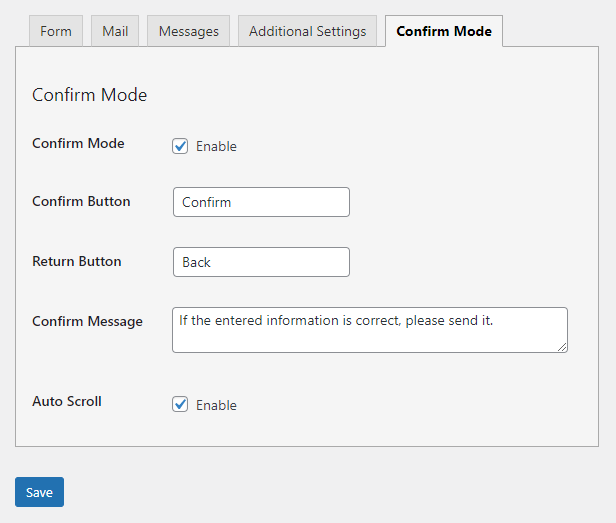 Form Mail Messages Additional Settings Confirm Mode
Confirm Mode
Confirm Mode Enable
Confirm Button Confirm
Return Button Back
Confirm Message If the entered information is correct, please send it.
Auto Scroll Enable
Save